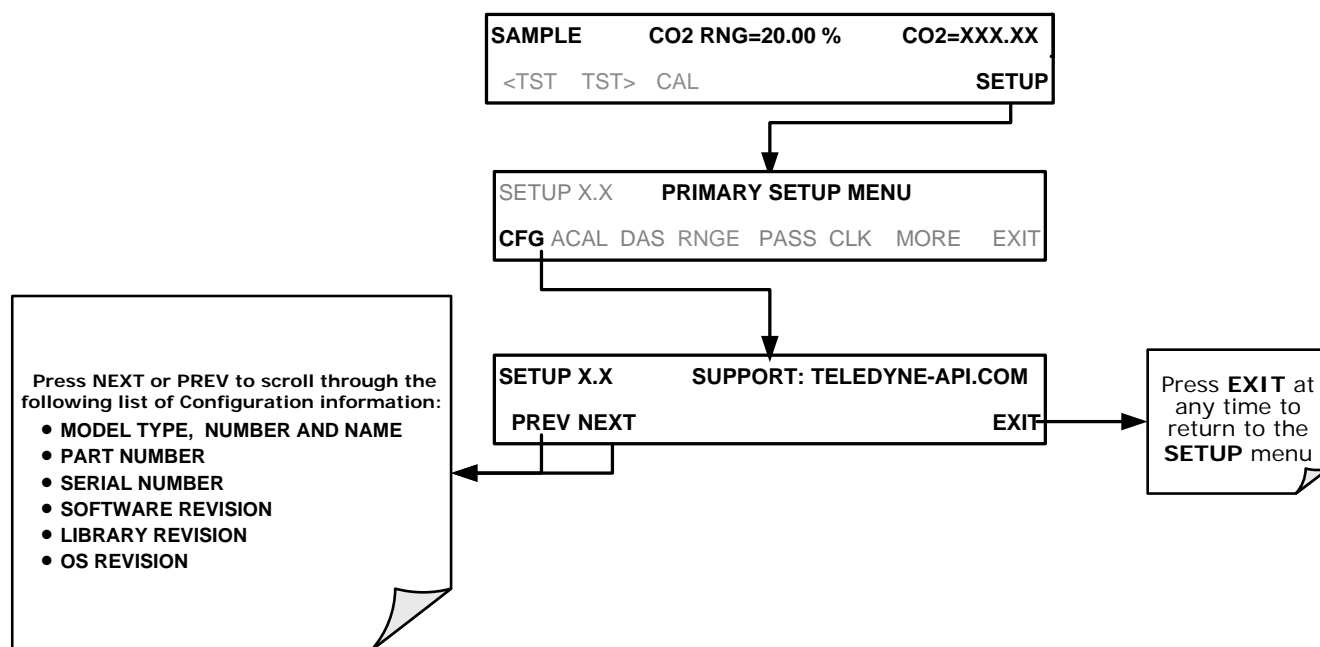 SAMPLE CO2 RNG=20.00 % CO2=XXX.XX
<TST TST> CAL SETUP
SETUP X.X PRIMARY SETUP MENU
CFG ACAL DAS RNGE PASS CLK MORE EXIT
SETUP X.X SUPPORT: TELEDYNE-API.COM
PREV NEXT EXIT
Press NEXT or PREV to scroll through the
following list of Configuration information:
● MODEL TYPE, NUMBER AND NAME
● PART NUMBER
● SERIAL NUMBER
● SOFTWARE REVISION
● LIBRARY REVISION
● OS REVISION
Press EXIT at
any time to
return to the
SETUP menu